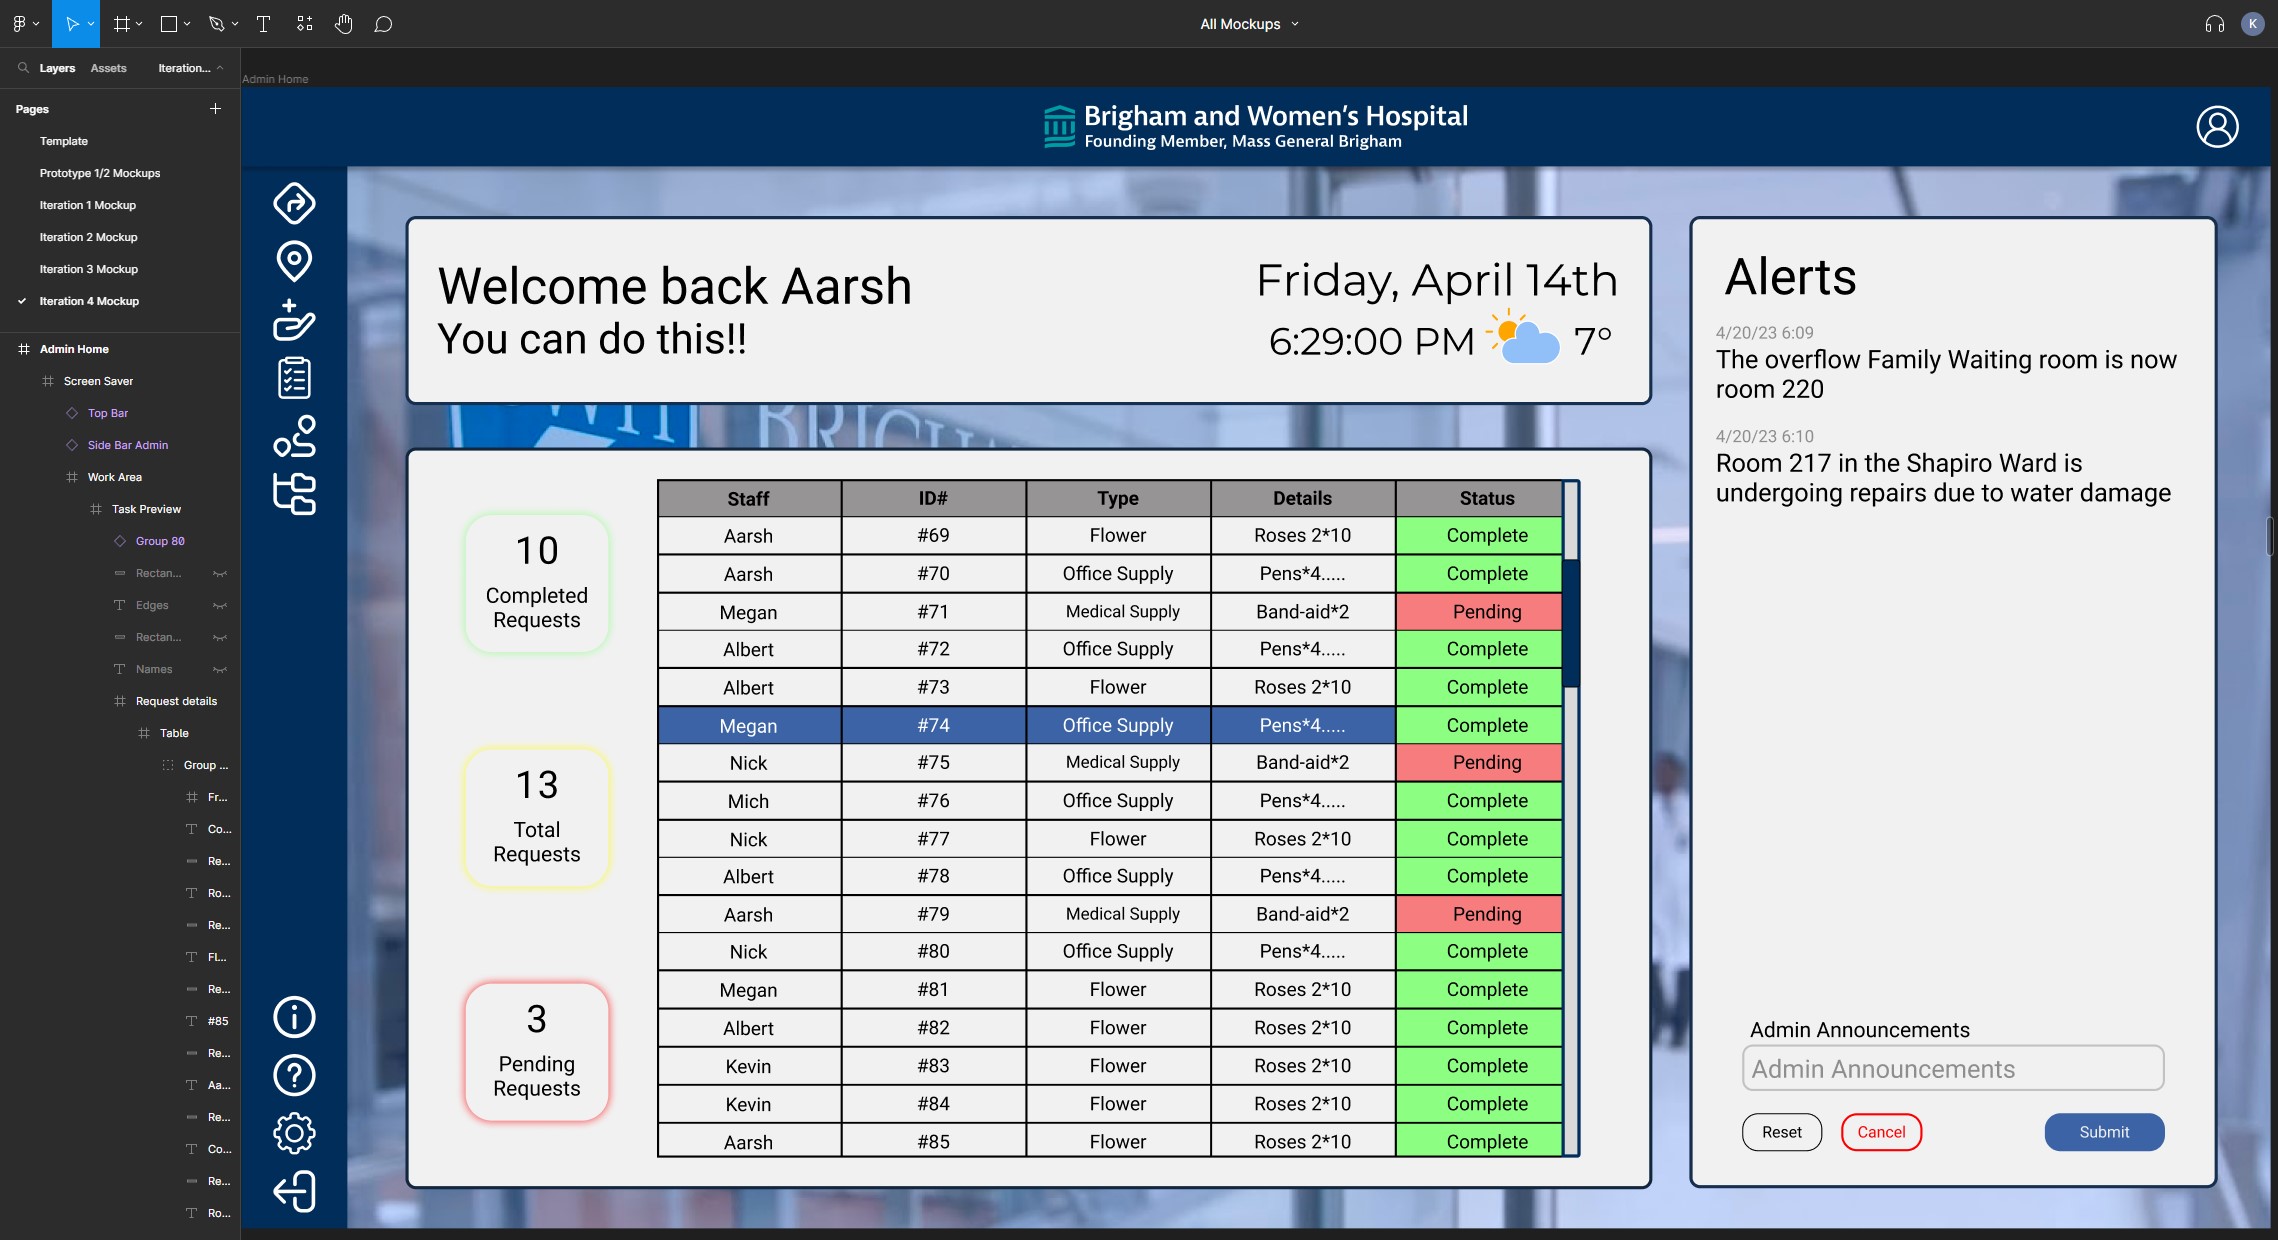 All Mockups
K
Layers
Assets
Iteration...
Pages
Template
Prototype 1/2 Mockups
Iteration 1 Mockup
Iteration 2 Mockup
Iteration 3 Mockup
Iteration 4 Mockup
Admin Home
Screen Saver
Top Bar
Side Bar Admin
Work Area
Task Preview
Group 80
Rectan...
Edges
Rectan...
Names
Request details
Table
Group ...
Fr...
Co...
Re...
Ro...
Re...
Fl...
Re...
#85
Re...
Aa...
Re...
Co...
Re...
Ro...
Admin Home
Brigham and Women's Hospital
Founding Member, Mass General Brigham
Welcome back Aarsh
You can do this!!
Friday, April 14th
6:29:00 PM 7°
BRIGHA
10
Completed
Requests
13
Total
Requests
3
Pending
Requests
Staff ID# Type Details Status
Aarsh #69 Flower Roses 2*10 Complete
Aarsh #70 Office Supply Pens*4..... Complete
Megan #71 Medical Supply Band-aid*2 Pending
Albert #72 Office Supply Pens*4..... Complete
Albert #73 Flower Roses 2*10 Complete
Megan #74 Office Supply Pens*4..... Complete
Nick #75 Medical Supply Band-aid*2 Pending
Mich #76 Office Supply Pens*4..... Complete
Nick #77 Flower Roses 2*10 Complete
Albert #78 Office Supply Pens*4..... Complete
Aarsh #79 Medical Supply Band-aid*2 Pending
Nick #80 Office Supply Pens*4..... Complete
Megan #81 Flower Roses 2*10 Complete
Albert #82 Flower Roses 2*10 Complete
Kevin #83 Flower Roses 2*10 Complete
Kevin #84 Flower Roses 2*10 Complete
Aarsh #85 Flower Roses 2*10 Complete
Alerts
4/20/23 6:09
The overflow Family Waiting room is now
room 220
4/20/23 6:10
Room 217 in the Shapiro Ward is
undergoing repairs due to water damage
Admin Announcements
Admin Announcements
Reset
Cancel
Submit